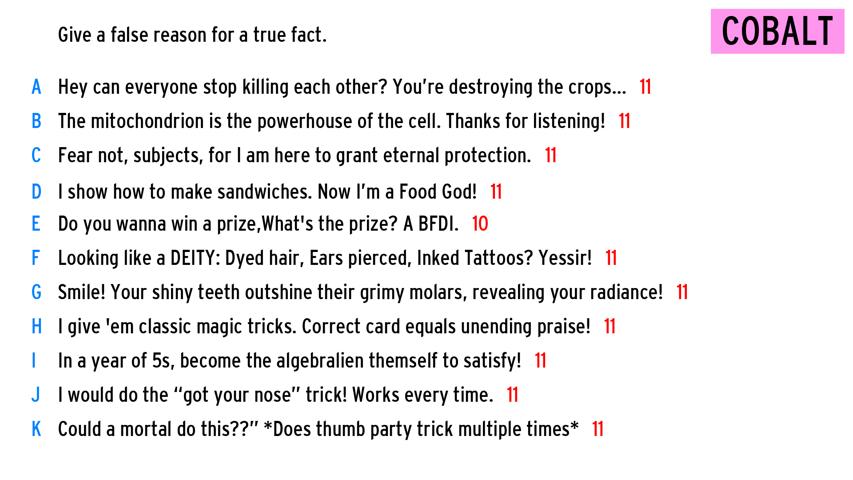 Give a false reason for a true fact.
COBALT
A Hey can everyone stop killing each other? You’re destroying the crops... 11
B The mitochondrion is the powerhouse of the cell. Thanks for listening! 11
C Fear not, subjects, for I am here to grant eternal protection. 11
D I show how to make sandwiches. Now I’m a Food God! 11
E Do you wanna win a prize,What's the prize? A BFDI. 10
F Looking like a DEITY: Dyed hair, Ears pierced, Inked Tattoos? Yessir! 11
G Smile! Your shiny teeth outshine their grimy molars, revealing your radiance! 11
H I give 'em classic magic tricks. Correct card equals unending praise! 11
I In a year of 5s, become the algebralien themself to satisfy! 11
J I would do the “got your nose” trick! Works every time. 11
K Could a mortal do this??” *Does thumb party trick multiple times* 11